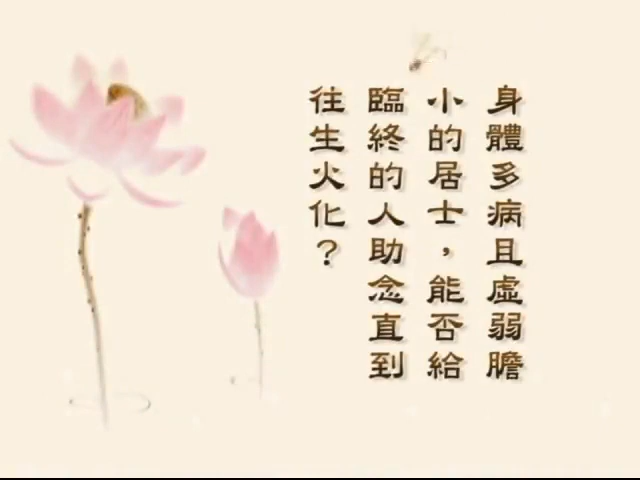 身體多病且虛弱膽
小的居士，能否給
臨終的人助念直到
往生火化？